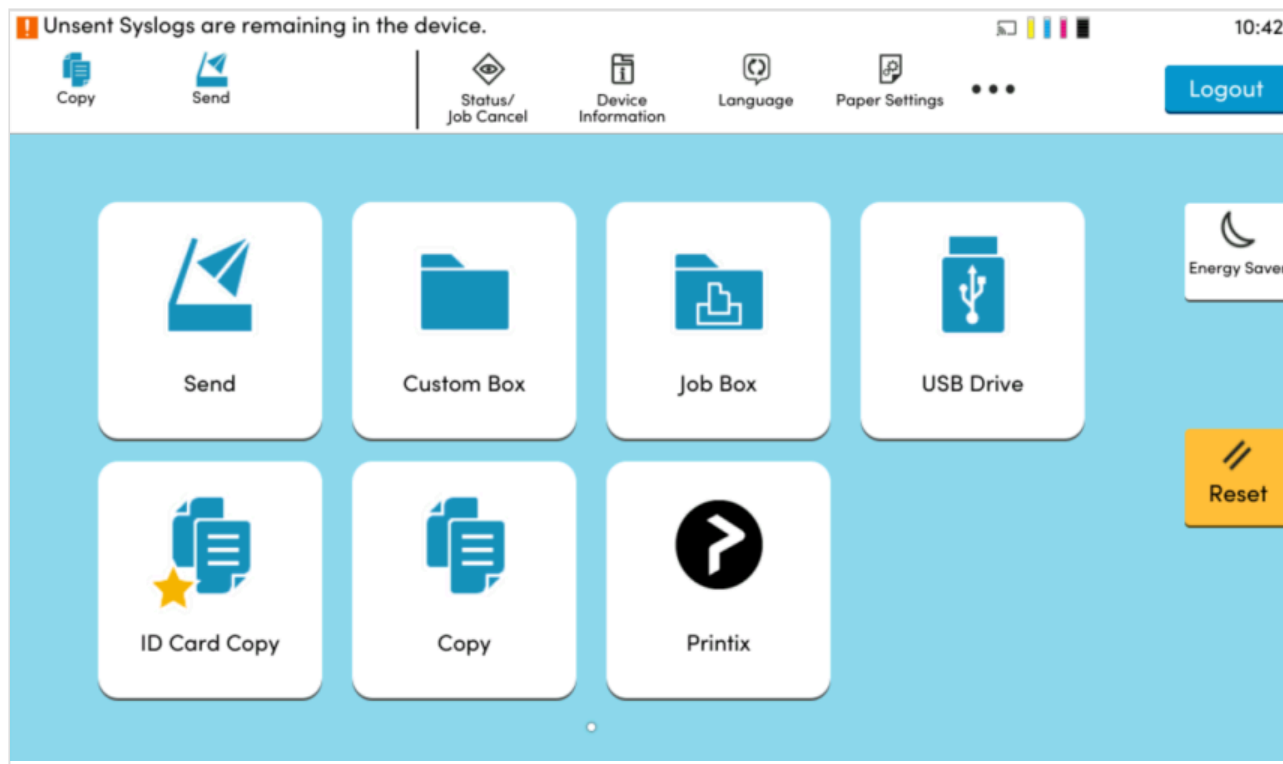 Unsent Syslogs are remaining in the device.
10:42
Copy
Send
Status/
Job Cancel
Device
Information
Language
Paper Settings
Logout
Send
Custom Box
Job Box
USB Drive
Energy Saver
ID Card Copy
Copy
Printix
Reset